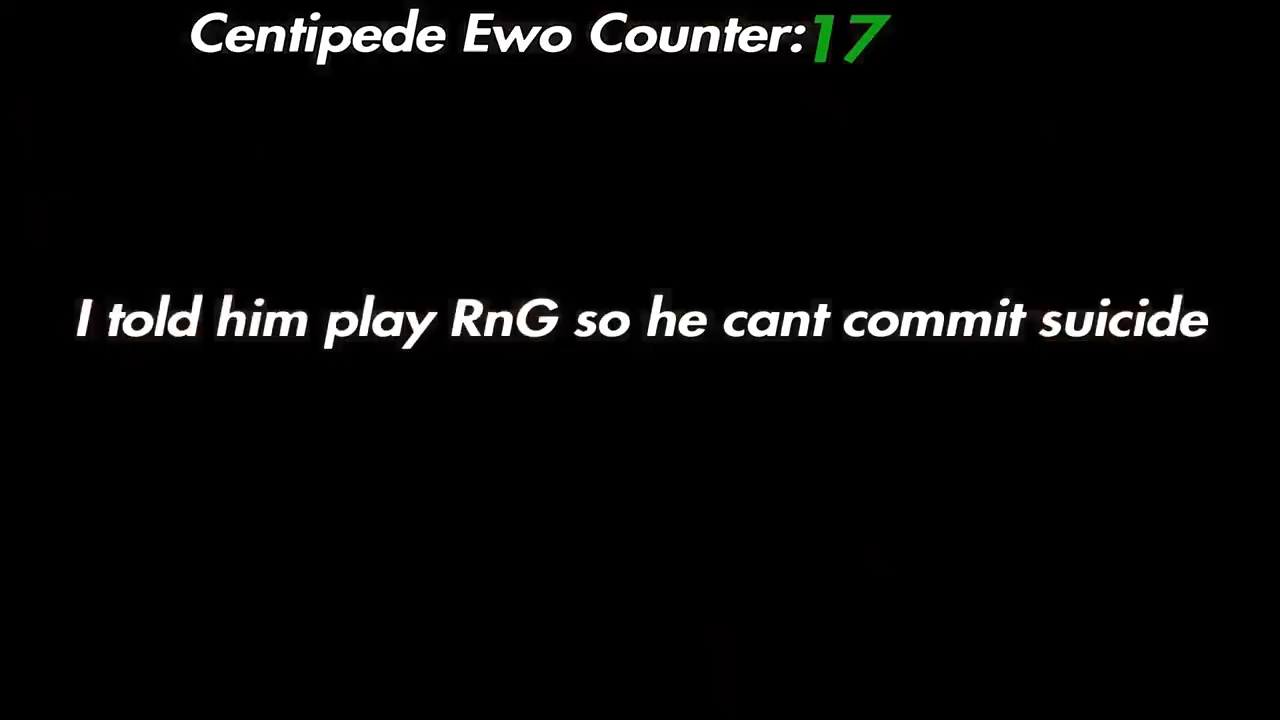 Centipede Ewo Counter:17
I told him play RnG so he cant commit suicide